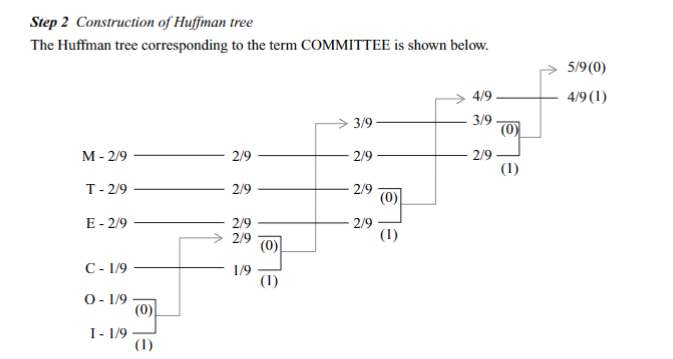 Step 2 Construction of Huffman tree
The Huffman tree corresponding to the term COMMITTEE is shown below.
5/9(0)
4/9 4/9(1)
3/9 3/9 (0)
M - 2/9 2/9 2/9 2/9 (1)
T - 2/9 2/9 2/9 (0)
E - 2/9 2/9 2/9 (1)
2/9 (0)
C - 1/9 1/9 (1)
O - 1/9 (0)
I - 1/9 (1)